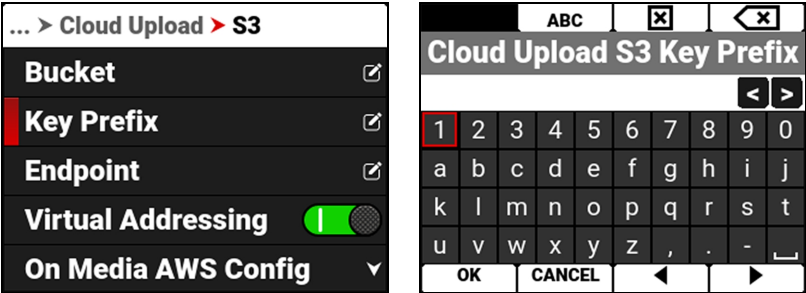 ... > Cloud Upload > S3
Bucket
Key Prefix
Endpoint
Virtual Addressing
On Media AWS Config
ABC
Cloud Upload S3 Key Prefix
< >
1 2 3 4 5 6 7 8 9 0
a b c d e f g h i j
k l m n o p q r s t
u v w x y z , . -
OK CANCEL